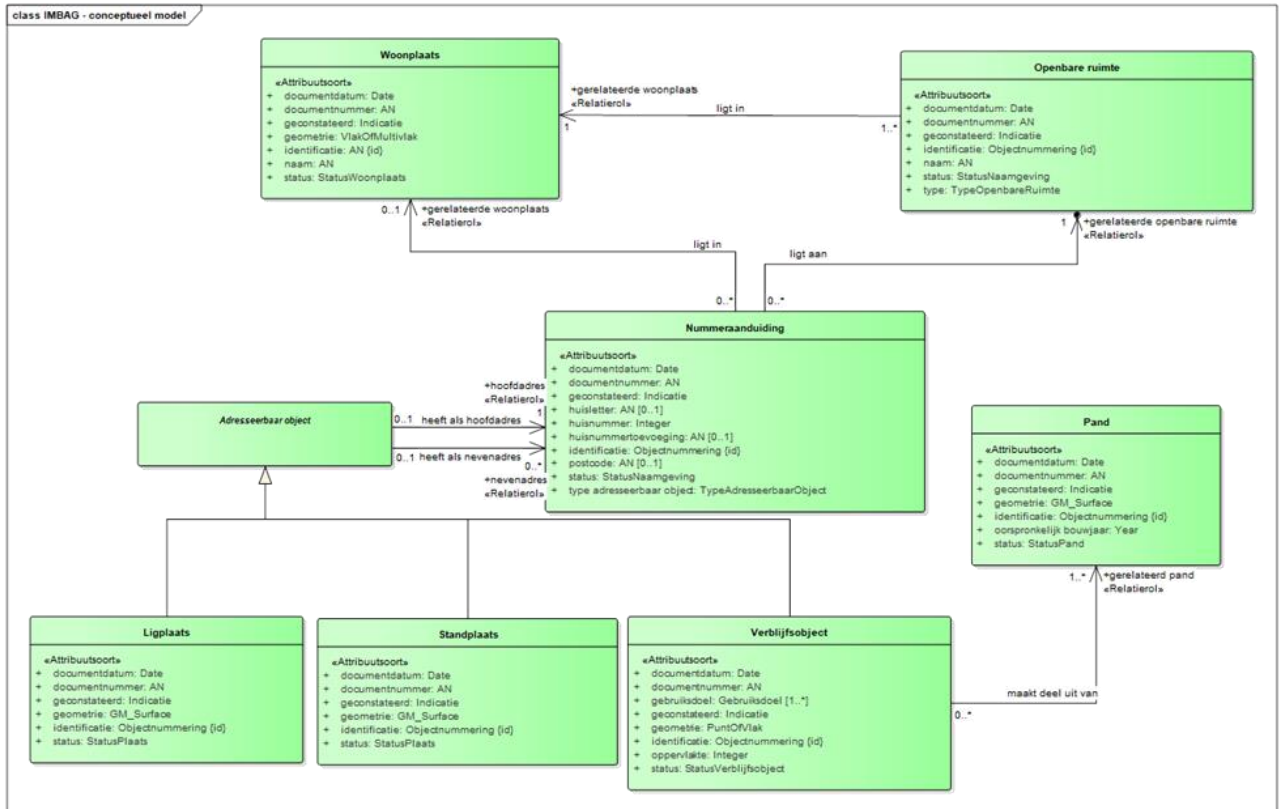 class IMBAG - conceptueel model
Woonplaats
«Attribuutsoort»
+ documentdatum: Date
+ documentnummer: AN
+ geconstateerd: Indicatie
+ geometrie: VlakOfMultivlak
+ identificatie: AN {id}
+ naam: AN
+ status: StatusWoonplaats
Openbare ruimte
«Attribuutsoort»
+ documentdatum: Date
+ documentnummer: AN
+ geconstateerd: Indicatie
+ identificatie: Objectnummering {id}
+ naam: AN
+ status: StatusNaamgeving
+ type: TypeOpenbareRuimte
+gerelateerde woonplaats
«Relatierol»
ligt in
1
1..*
0..1
+gerelateerde woonplaats
«Relatierol»
ligt in
0..*
1
+gerelateerde openbare ruimte
«Relatierol»
ligt aan
0..*
Nummeraanduiding
«Attribuutsoort»
+ documentdatum: Date
+ documentnummer: AN
+ geconstateerd: Indicatie
+ huisletter: AN [0..1]
+ huisnummer: Integer
+ huisnummertoevoeging: AN [0..1]
+ identificatie: Objectnummering {id}
+ postcode: AN [0..1]
+ status: StatusNaamgeving
+ type adresseerbaar object: TypeAdresseerbaarObject
+hoofdadres
«Relatierol»
1
0..1 heeft als hoofdadres
0..1 heeft als nevenadres
0..*
+nevenadres
«Relatierol»
Adresseerbaar object
Pand
«Attribuutsoort»
+ documentdatum: Date
+ documentnummer: AN
+ geconstateerd: Indicatie
+ geometrie: GM_Surface
+ identificatie: Objectnummering {id}
+ oorspronkelijk bouwjaar: Year
+ status: StatusPand
1..*
+gerelateerd pand
«Relatierol»
maakt deel uit van
0..*
Ligplaats
«Attribuutsoort»
+ documentdatum: Date
+ documentnummer: AN
+ geconstateerd: Indicatie
+ geometrie: GM_Surface
+ identificatie: Objectnummering {id}
+ status: StatusPlaats
Standplaats
«Attribuutsoort»
+ documentdatum: Date
+ documentnummer: AN
+ geconstateerd: Indicatie
+ geometrie: GM_Surface
+ identificatie: Objectnummering {id}
+ status: StatusPlaats
Verblijfsobject
«Attribuutsoort»
+ documentdatum: Date
+ documentnummer: AN
+ gebruiksdoel: Gebruiksdoel [1..*]
+ geconstateerd: Indicatie
+ geometrie: PuntOfVlak
+ identificatie: Objectnummering {id}
+ oppervlakte: Integer
+ status: StatusVerblijfsobject